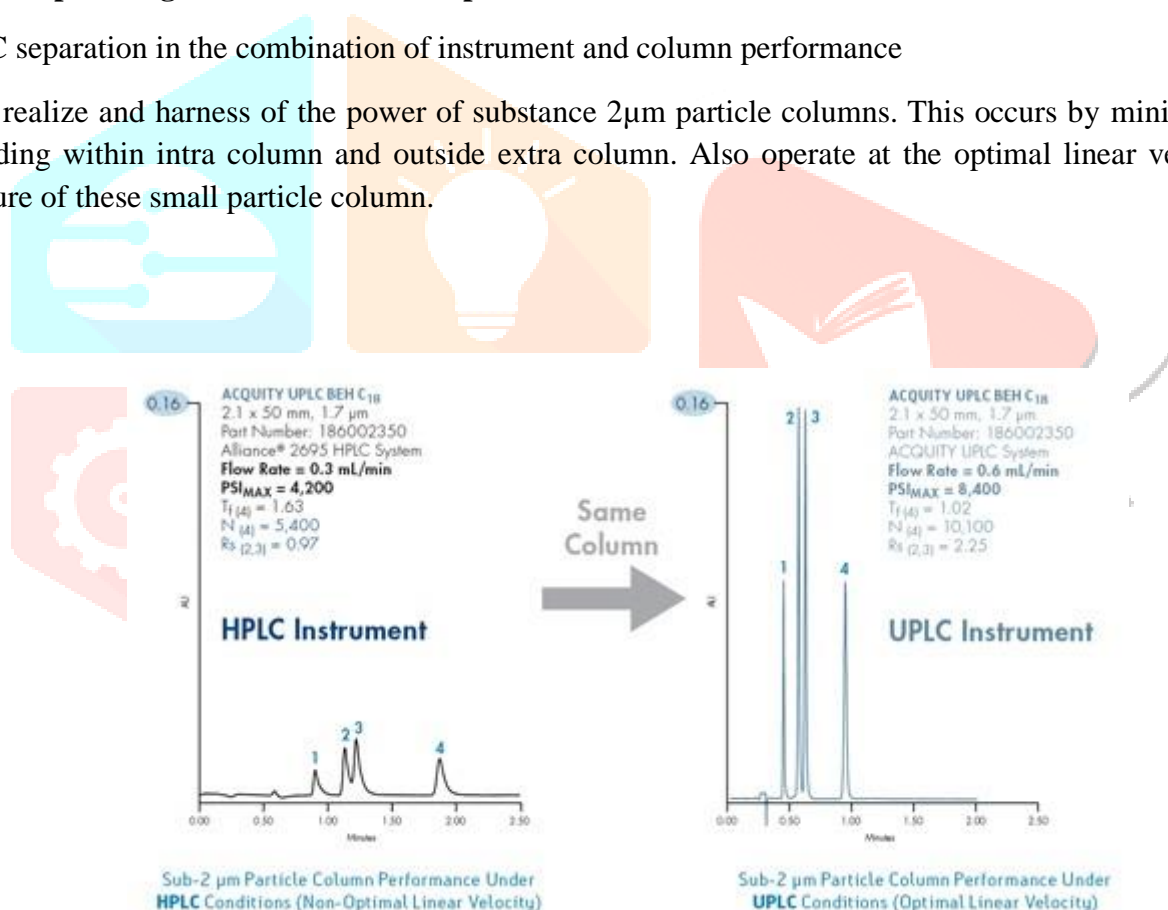 C separation in the combination of instrument and column performance
realize and harness of the power of substance 2µm particle columns. This occurs by mini
ding within intra column and outside extra column. Also operate at the optimal linear ve
ure of these small particle column.
0.16
ACQUITY UPLC BEH C18
2.1 x 50 mm, 1.7 µm
Part Number: 186002350
Alliance® 2695 HPLC System
Flow Rate = 0.3 mL/min
PSIMAX = 4,200
Tf (4) = 1.63
N (4) = 5,400
Rs (2,3) = 0.97
AU
HPLC Instrument
1
2
3
4
0.00 0.50 1.00 1.50 2.00 2.50
Minutes
Sub-2 µm Particle Column Performance Under
HPLC Conditions (Non-Optimal Linear Velocity)
Same
Column
0.16
ACQUITY UPLC BEH C18
2.1 x 50 mm, 1.7 µm
Part Number: 186002350
ACQUITY UPLC System
Flow Rate = 0.6 mL/min
PSIMAX = 8,400
Tf (4) = 1.02
N (4) = 10,100
Rs (2,3) = 2.25
AU
UPLC Instrument
1
2
3
4
0.00 0.50 1.00 1.50 2.00 2.50
Minutes
Sub-2 µm Particle Column Performance Under
UPLC Conditions (Optimal Linear Velocity)